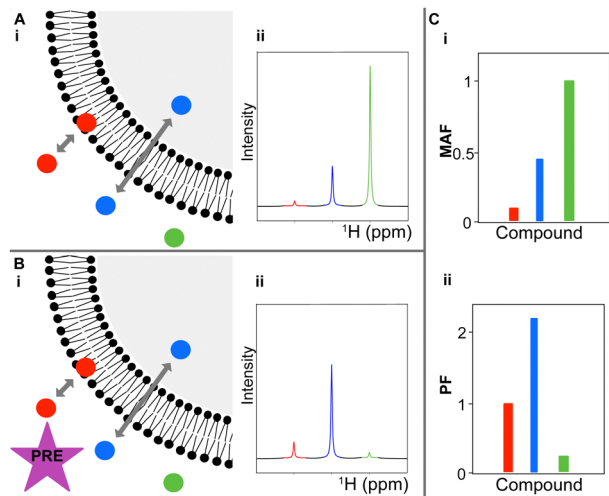 A
i
ii
Intensity
¹H (ppm)
B
i
PRE
ii
Intensity
¹H (ppm)
C
i
MAF
1
0.5
0
Compound
ii
PF
2
1
0
Compound